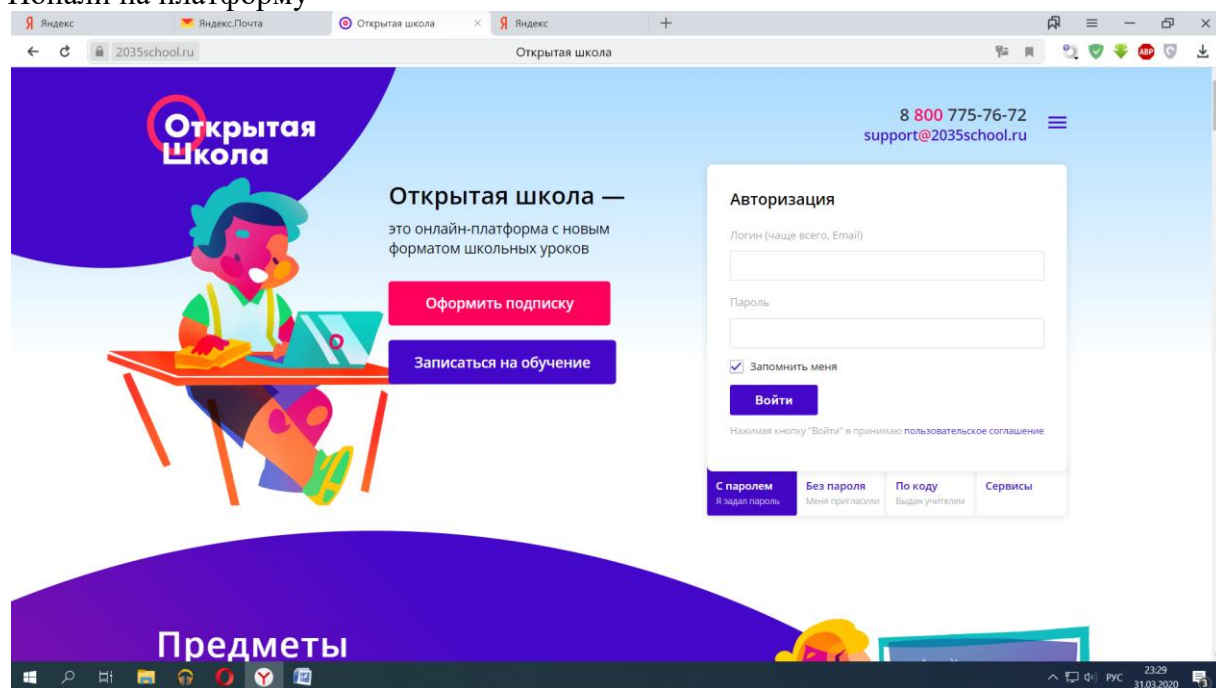 Попали на платформу
Яндекс
Яндекс.Почта
Открытая школа
Яндекс
2035school.ru
Открытая школа
ABP
Открытая
Школа
8 800 775-76-72
support@2035school.ru
Открытая школа —
это онлайн-платформа с новым
форматом школьных уроков
Оформить подписку
Записаться на обучение
Авторизация
Логин (чаще всего, Email)
Пароль
Запомнить меня
Войти
Нажимая кнопку "Войти" я принимаю пользовательское соглашение
С паролем
Я задал пароль
Без пароля
Меня пригласили
По коду
Выдан учителем
Сервисы
Предметы
РУС
23:29
31.03.2020
3